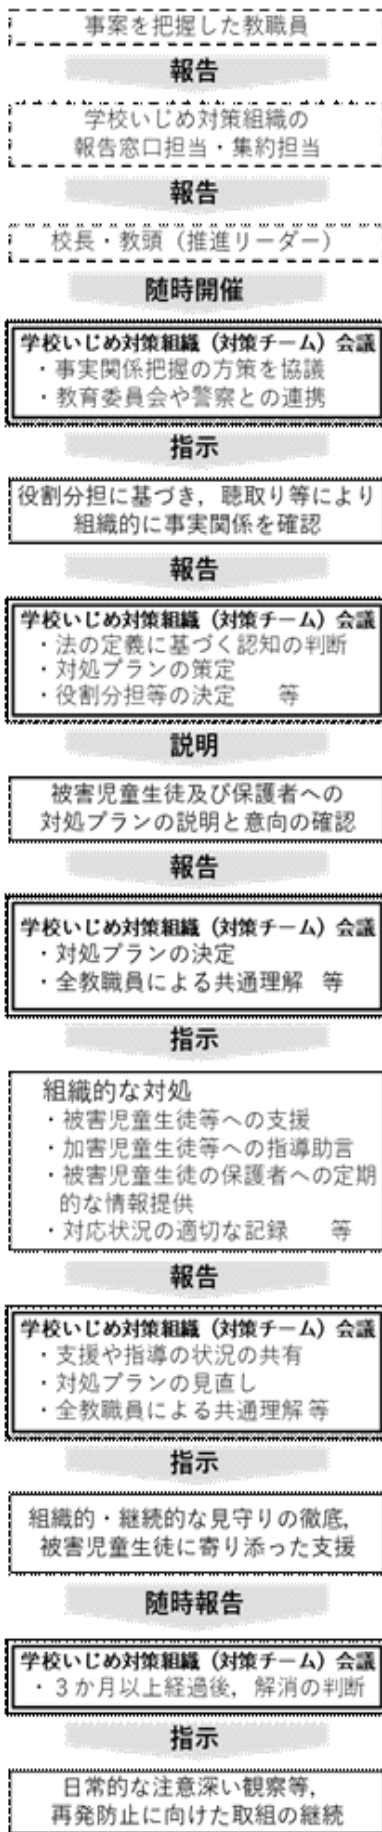 事案を把握した教職員
報告
学校いじめ対策組織の
報告窓口担当・集約担当
報告
校長・教頭（推進リーダー）
随時開催
学校いじめ対策組織（対策チーム）会議
・事実関係把握の方策を協議
・教育委員会や警察との連携
指示
役割分担に基づき，聴取り等により
組織的に事実関係を確認
報告
学校いじめ対策組織（対策チーム）会議
・法の定義に基づく認知の判断
・対処プランの策定
・役割分担等の決定　　等
説明
被害児童生徒及び保護者への
対処プランの説明と意向の確認
報告
学校いじめ対策組織（対策チーム）会議
・対処プランの決定
・全教職員による共通理解　等
指示
組織的な対処
・被害児童生徒等への支援
・加害児童生徒等への指導助言
・被害児童生徒の保護者への定期
的な情報提供
・対応状況の適切な記録　　等
報告
学校いじめ対策組織（対策チーム）会議
・支援や指導の状況の共有
・対処プランの見直し
・全教職員による共通理解 等
指示
組織的・継続的な見守りの徹底，
被害児童生徒に寄り添った支援
随時報告
学校いじめ対策組織（対策チーム）会議
・３か月以上経過後，解消の判断
指示
日常的な注意深い観察等，
再発防止に向けた取組の継続